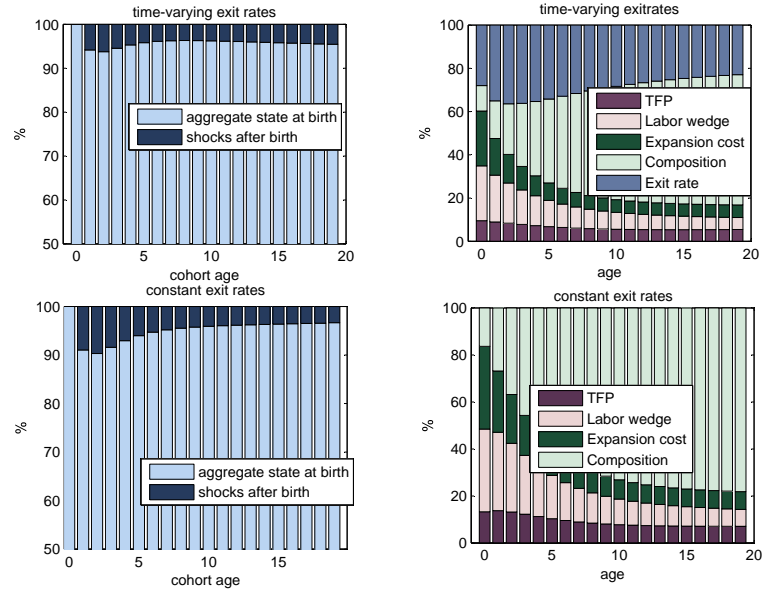 time-varying exit rates
100
90
80
70
60
50
%
aggregate state at birth
shocks after birth
0 5 10 15 20
cohort age
time-varying exitrates
100
80
60
40
20
0
%
TFP
Labor wedge
Expansion cost
Composition
Exit rate
0 5 10 15 20
age
constant exit rates
100
90
80
70
60
50
%
aggregate state at birth
shocks after birth
0 5 10 15 20
cohort age
constant exit rates
100
80
60
40
20
0
%
TFP
Labor wedge
Expansion cost
Composition
0 5 10 15 20
age